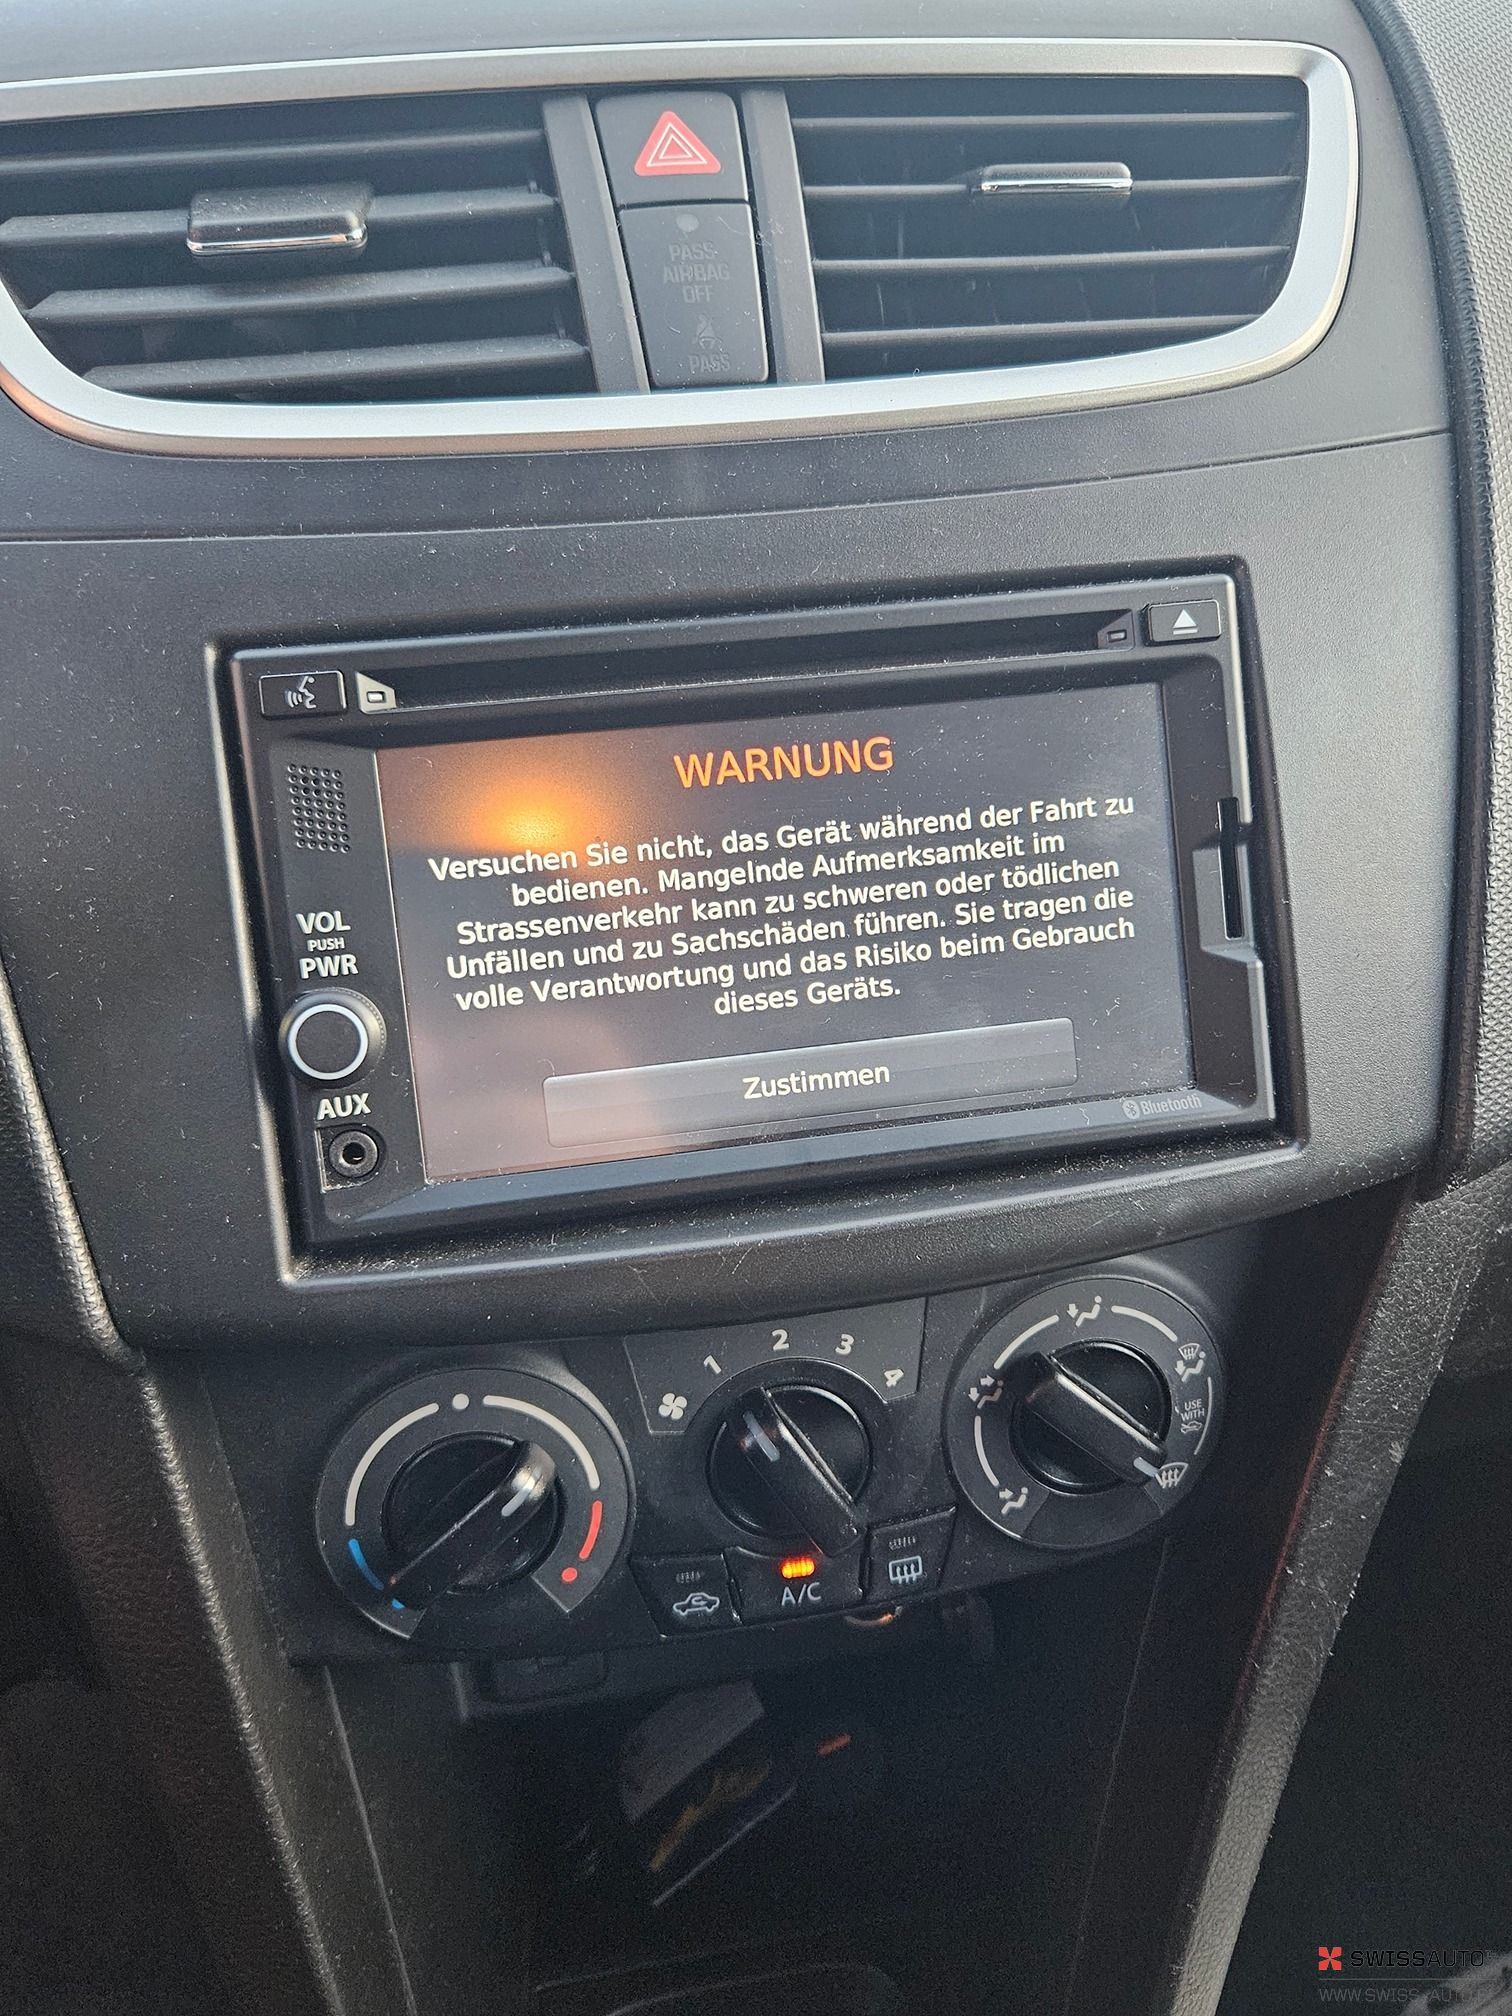 PASS
AIRBAG
OFF
PASS
WARNUNG
Versuchen Sie nicht, das Gerät während der Fahrt zu
bedienen. Mangelnde Aufmerksamkeit im
Strassenverkehr kann zu schweren oder tödlichen
Unfällen und zu Sachschäden führen. Sie tragen die
volle Verantwortung und das Risiko beim Gebrauch
dieses Geräts.
Zustimmen
VOL
PUSH
PWR
AUX
Bluetooth
1 2 3 4
USE
WITH
A/C
SWISSAUTO